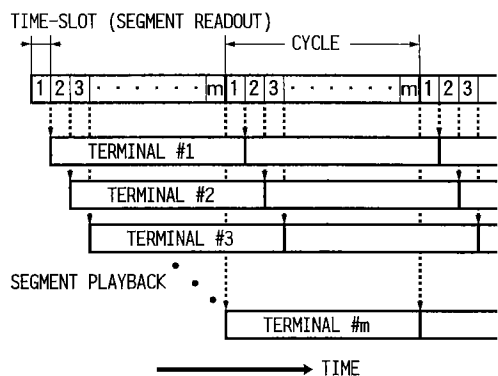 TIME-SLOT (SEGMENT READOUT)
CYCLE
1 2 3 · · · · · · m 1 2 3 · · · · · · m 1 2 3
TERMINAL #1
TERMINAL #2
TERMINAL #3
SEGMENT PLAYBACK
TERMINAL #m
TIME